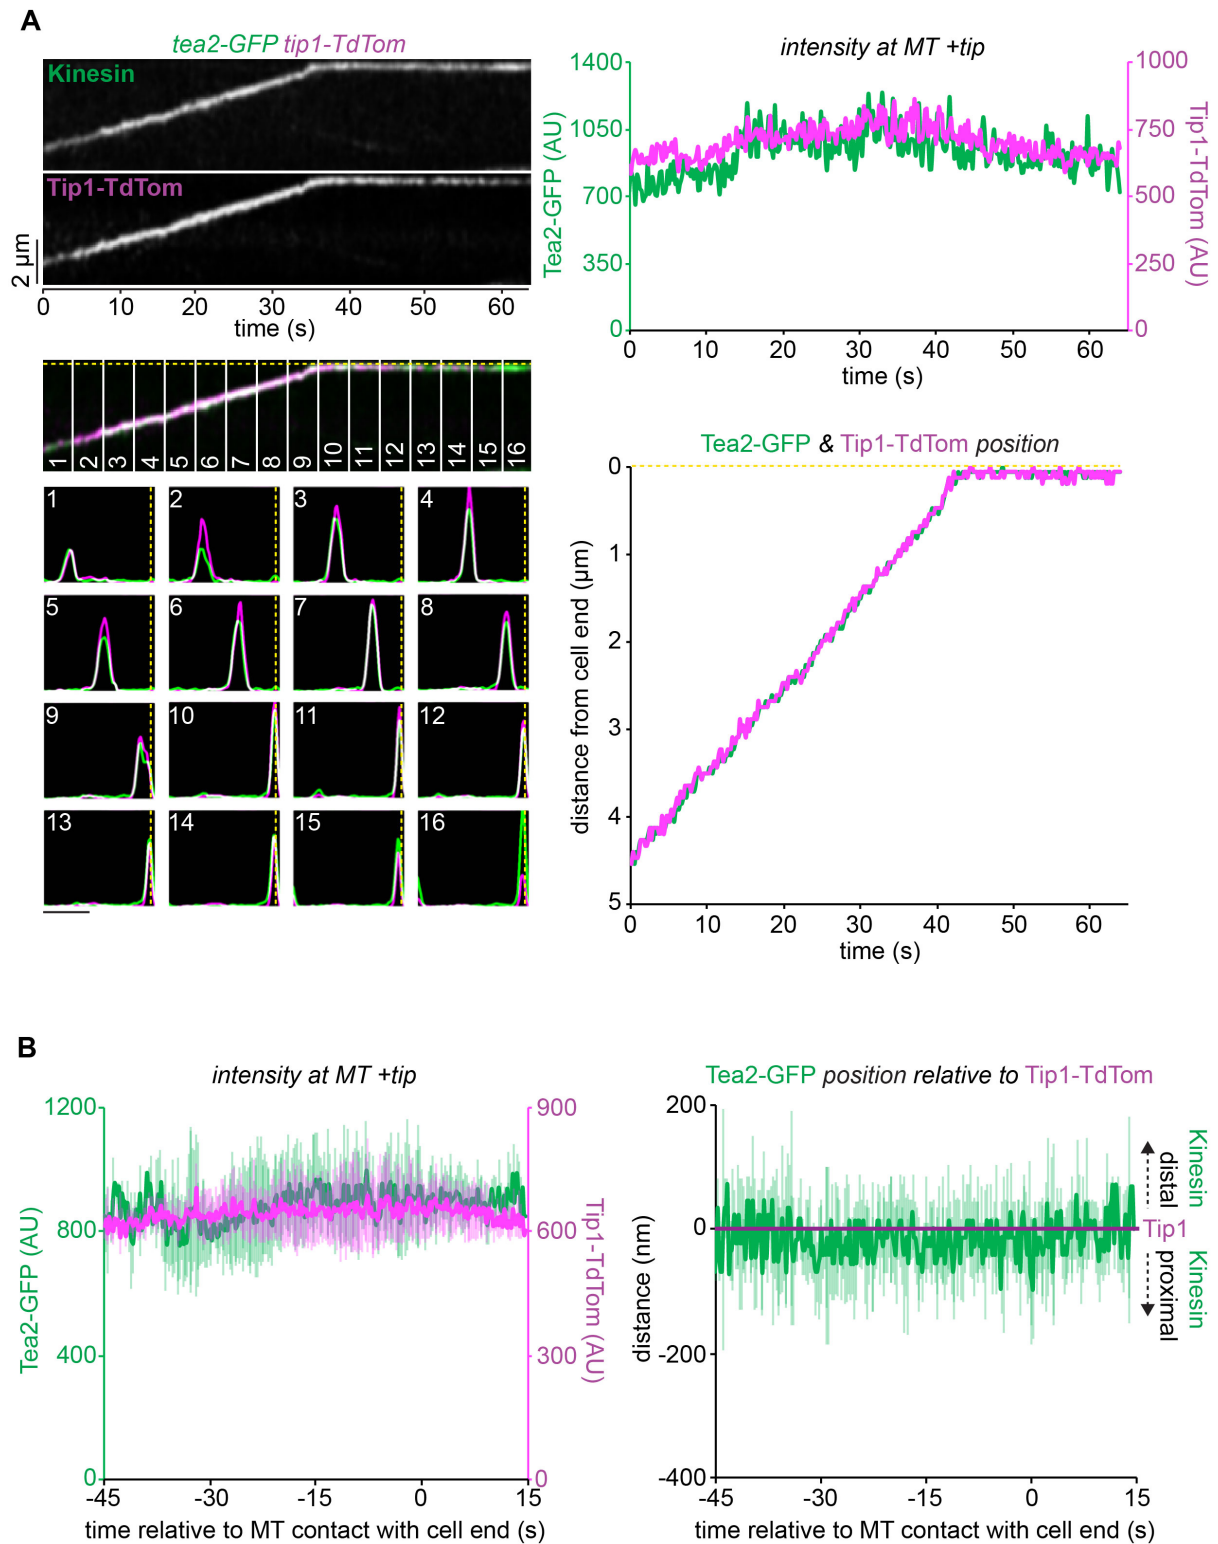 A
tea2-GFP tip1-TdTom
Kinesin
Tip1-TdTom
2 µm
0 10 20 30 40 50 60
time (s)
intensity at MT +tip
1400
1050
700
350
0
Tea2-GFP (AU)
1000
750
500
250
0
Tip1-TdTom (AU)
0 10 20 30 40 50 60
time (s)
1 2 3 4 5 6 7 8 9 10 11 12 13 14 15 16
1 2 3 4
5 6 7 8
9 10 11 12
13 14 15 16
Tea2-GFP & Tip1-TdTom position
0
1
2
3
4
5
distance from cell end (µm)
0 10 20 30 40 50 60
time (s)
B
intensity at MT +tip
1200
800
400
0
Tea2-GFP (AU)
900
600
300
0
Tip1-TdTom (AU)
-45 -30 -15 0 15
time relative to MT contact with cell end (s)
Tea2-GFP position relative to Tip1-TdTom
200
0
-200
-400
distance (nm)
Kinesin
distal
Tip1
Kinesin
proximal
-45 -30 -15 0 15
time relative to MT contact with cell end (s)